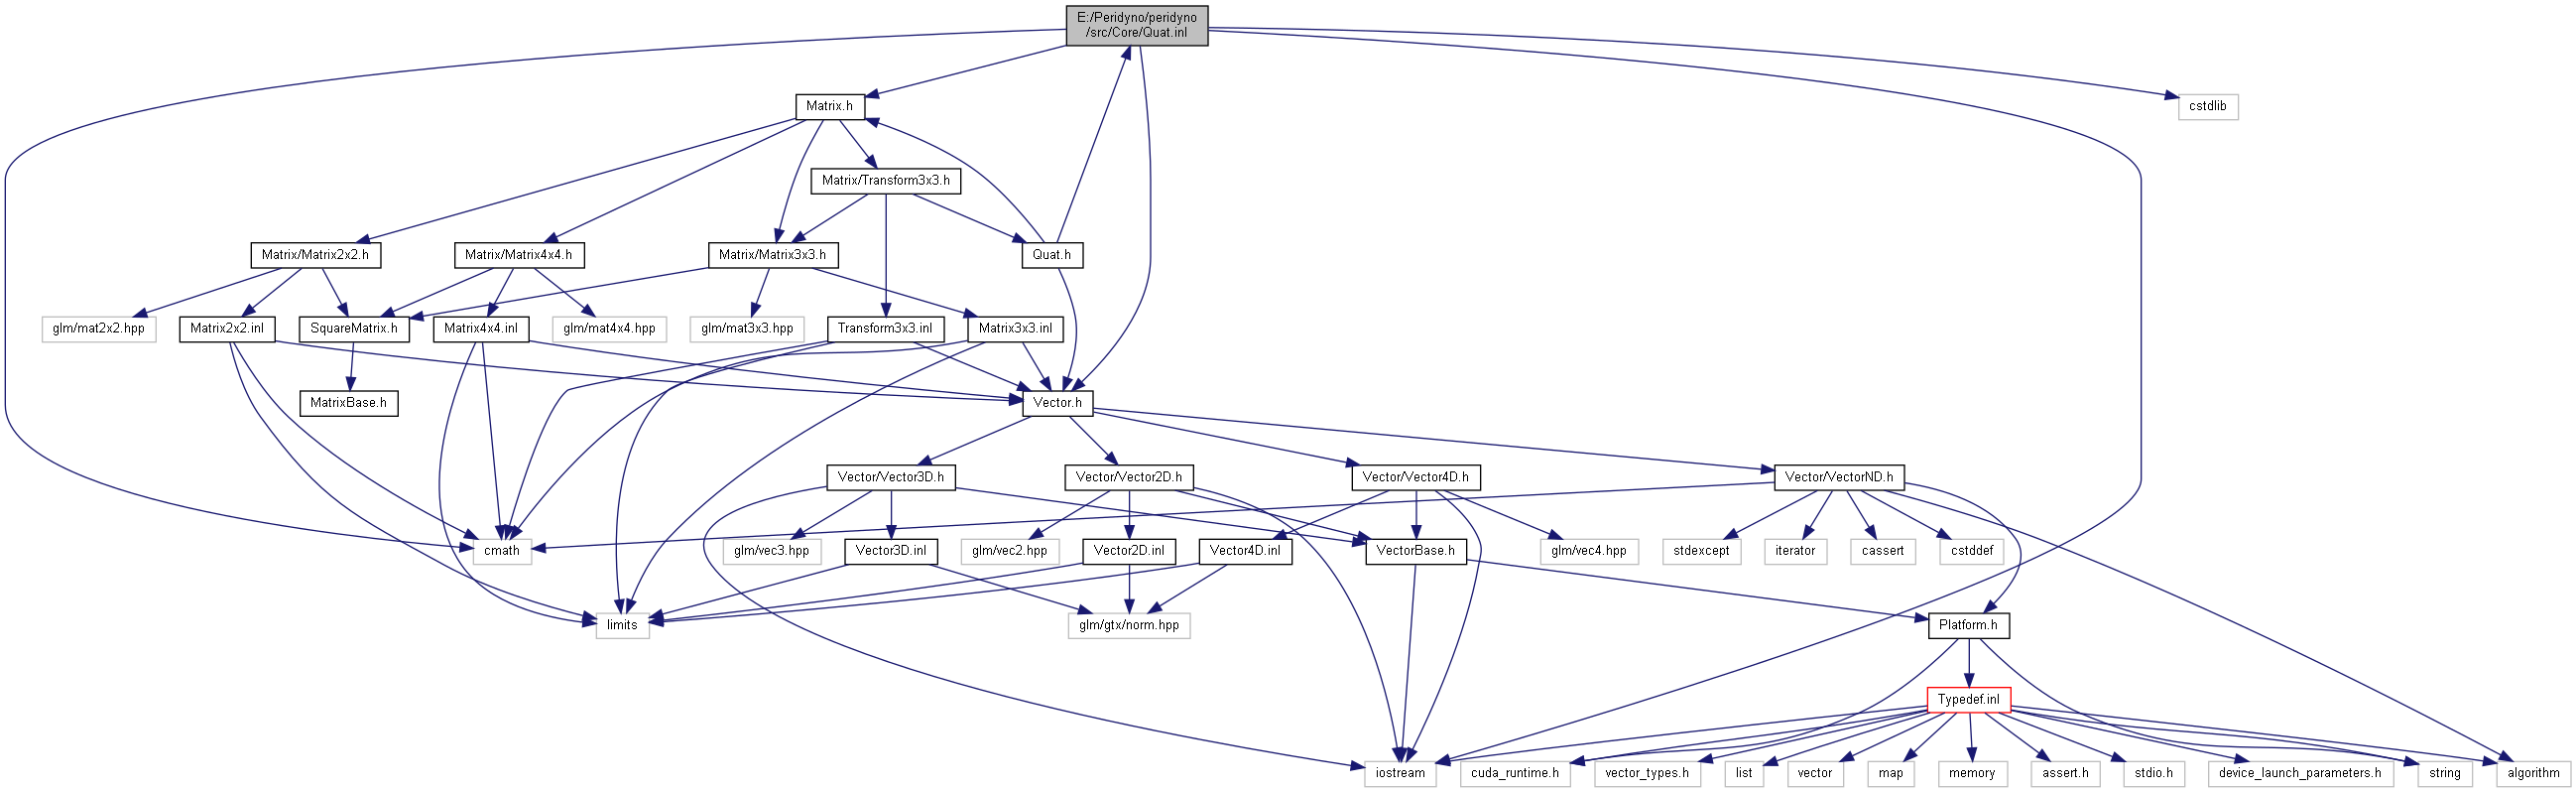 E:/Peridyno/peridyno
/src/Core/Quat.inl
Matrix.h
cstdlib
Matrix/Transform3x3.h
Matrix/Matrix2x2.h
Matrix/Matrix4x4.h
Matrix/Matrix3x3.h
Quat.h
glm/mat2x2.hpp
Matrix2x2.inl
SquareMatrix.h
Matrix4x4.inl
glm/mat4x4.hpp
glm/mat3x3.hpp
Transform3x3.inl
Matrix3x3.inl
MatrixBase.h
Vector.h
Vector/Vector3D.h
Vector/Vector2D.h
Vector/Vector4D.h
Vector/VectorND.h
cmath
glm/vec3.hpp
Vector3D.inl
glm/vec2.hpp
Vector2D.inl
Vector4D.inl
VectorBase.h
glm/vec4.hpp
stdexcept
iterator
cassert
cstddef
limits
glm/gtx/norm.hpp
Platform.h
Typedef.inl
iostream
cuda_runtime.h
vector_types.h
list
vector
map
memory
assert.h
stdio.h
device_launch_parameters.h
string
algorithm